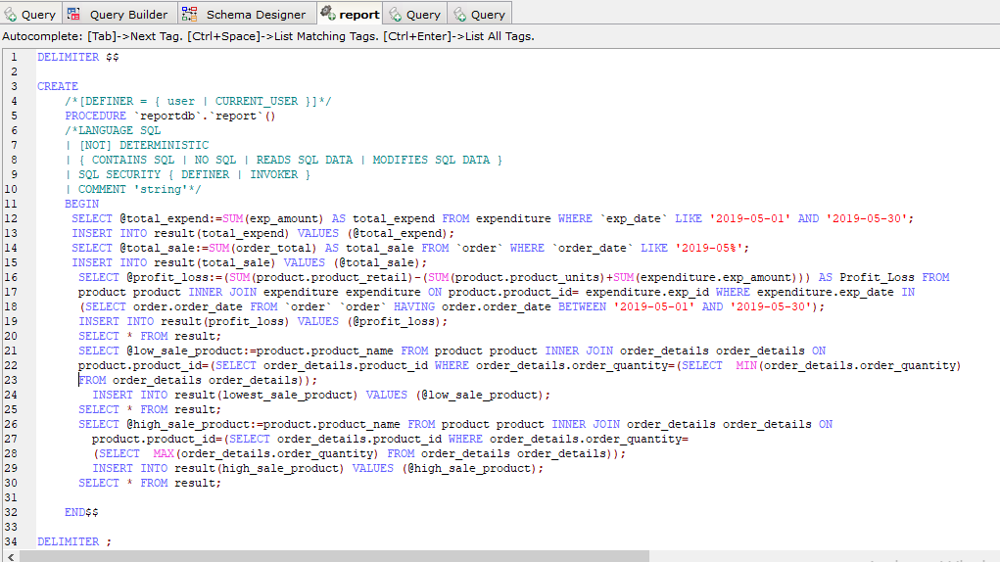 Query Query Builder Schema Designer report Query Query
Autocomplete: [Tab]->Next Tag. [Ctrl+Space]->List Matching Tags. [Ctrl+Enter]->List All Tags.
1 DELIMITER $$
2
3 CREATE
4 /*[DEFINER = { user | CURRENT_USER }]*/
5 PROCEDURE `reportdb`.`report`()
6 /*LANGUAGE SQL
7 | [NOT] DETERMINISTIC
8 | { CONTAINS SQL | NO SQL | READS SQL DATA | MODIFIES SQL DATA }
9 | SQL SECURITY { DEFINER | INVOKER }
10 | COMMENT 'string'*/
11 BEGIN
12 SELECT @total_expend:=SUM(exp_amount) AS total_expend FROM expenditure WHERE `exp_date` LIKE '2019-05-01' AND '2019-05-30';
13 INSERT INTO result(total_expend) VALUES (@total_expend);
14 SELECT @total_sale:=SUM(order_total) AS total_sale FROM `order` WHERE `order_date` LIKE '2019-05%';
15 INSERT INTO result(total_sale) VALUES (@total_sale);
16 SELECT @profit_loss:=(SUM(product.product_retail)-(SUM(product.product_units)+SUM(expenditure.exp_amount))) AS Profit_Loss FROM
17 product product INNER JOIN expenditure expenditure ON product.product_id= expenditure.exp_id WHERE expenditure.exp_date IN
18 (SELECT order.order_date FROM `order` `order` HAVING order.order_date BETWEEN '2019-05-01' AND '2019-05-30');
19 INSERT INTO result(profit_loss) VALUES (@profit_loss);
20 SELECT * FROM result;
21 SELECT @low_sale_product:=product.product_name FROM product product INNER JOIN order_details order_details ON
22 product.product_id=(SELECT order_details.product_id WHERE order_details.order_quantity=(SELECT MIN(order_details.order_quantity)
23 FROM order_details order_details));
24 INSERT INTO result(lowest_sale_product) VALUES (@low_sale_product);
25 SELECT * FROM result;
26 SELECT @high_sale_product:=product.product_name FROM product product INNER JOIN order_details order_details ON
27 product.product_id=(SELECT order_details.product_id WHERE order_details.order_quantity=
28 (SELECT MAX(order_details.order_quantity) FROM order_details order_details));
29 INSERT INTO result(high_sale_product) VALUES (@high_sale_product);
30 SELECT * FROM result;
31
32 END$$
33
34 DELIMITER ;